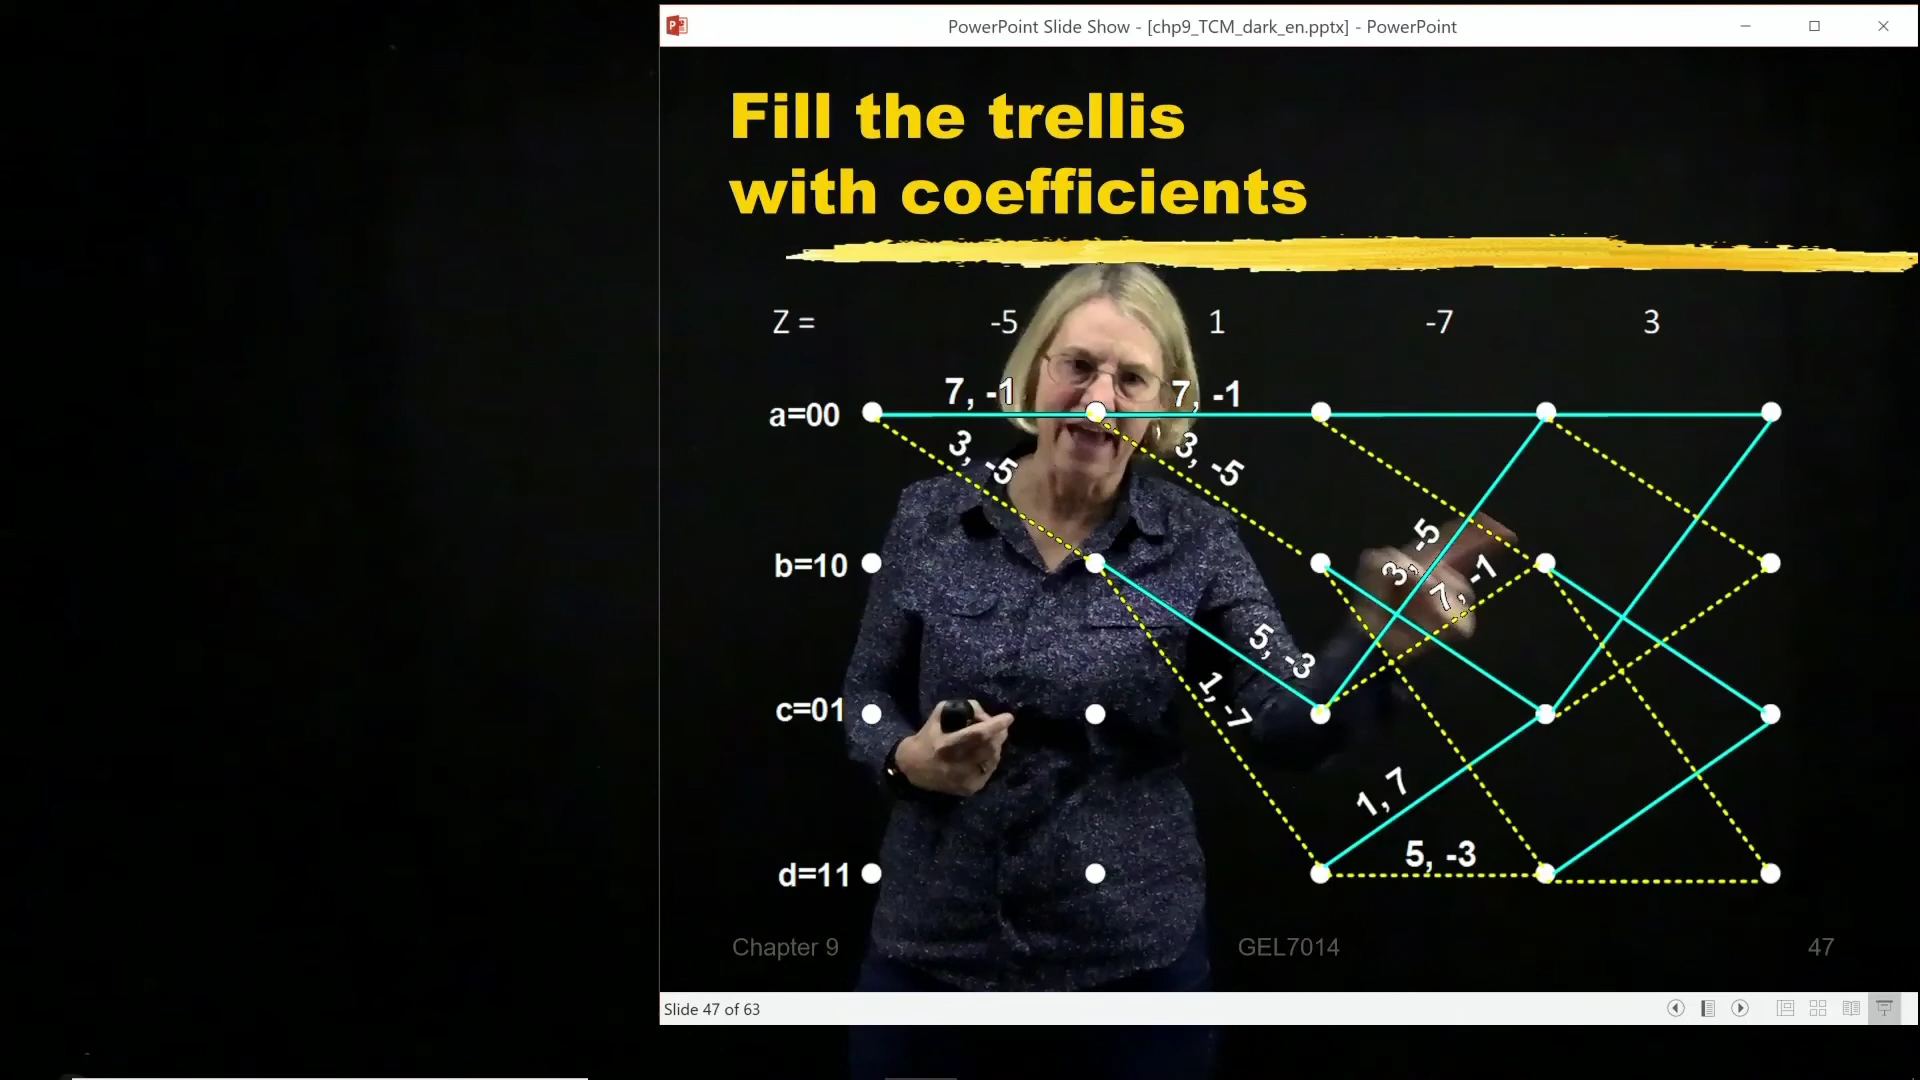 PowerPoint Slide Show - [chp9_TCM_dark_en.pptx] - PowerPoint
Fill the trellis
with coefficients
Z = -5 1 -7 3
7, -1 7, -1
a=00
3, -5 3, -5
3, -5
b=10 7, -1
5, -3
1, -7
c=01
1, 7
5, -3
d=11
Chapter 9 GEL7014 47
Slide 47 of 63